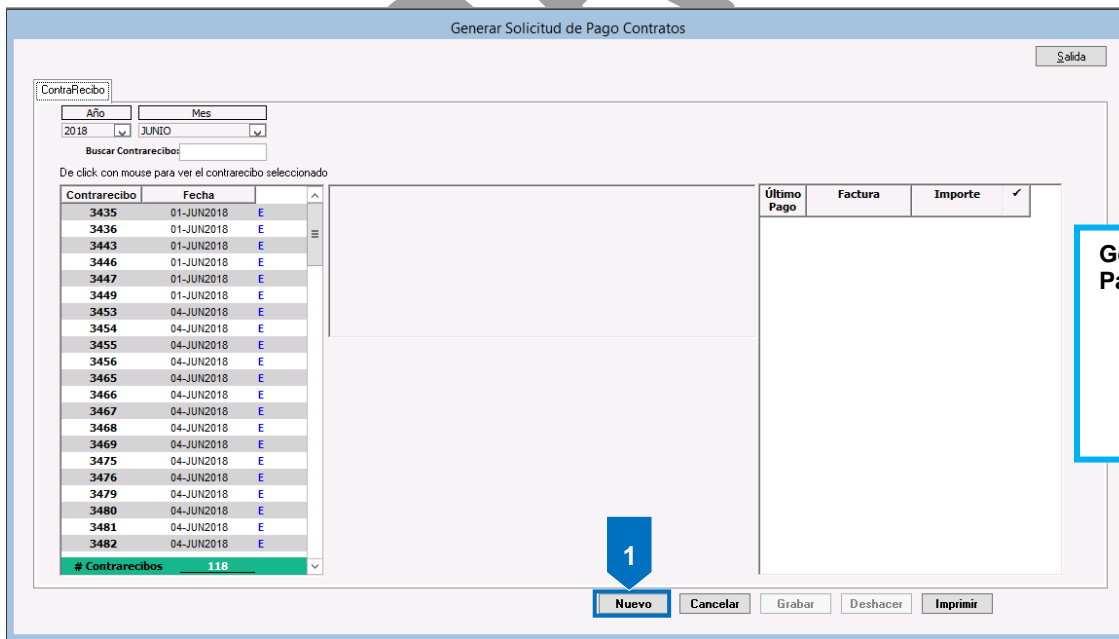 Generar Solicitud de Pago Contratos
Salida
ContraRecibo
Año Mes
2018 JUNIO
Buscar Contrarecibo:
De click con mouse para ver el contrarecibo seleccionado
Contrarecibo Fecha
3435 01-JUN2018 E
3436 01-JUN2018 E
3443 01-JUN2018 E
3446 01-JUN2018 E
3447 01-JUN2018 E
3449 01-JUN2018 E
3453 04-JUN2018 E
3454 04-JUN2018 E
3455 04-JUN2018 E
3456 04-JUN2018 E
3465 04-JUN2018 E
3466 04-JUN2018 E
3467 04-JUN2018 E
3468 04-JUN2018 E
3469 04-JUN2018 E
3475 04-JUN2018 E
3476 04-JUN2018 E
3479 04-JUN2018 E
3480 04-JUN2018 E
3481 04-JUN2018 E
3482 04-JUN2018 E
# Contrarecibos 118
Último Factura Importe ✓
Pago
1
Nuevo Cancelar Grabar Deshacer Imprimir